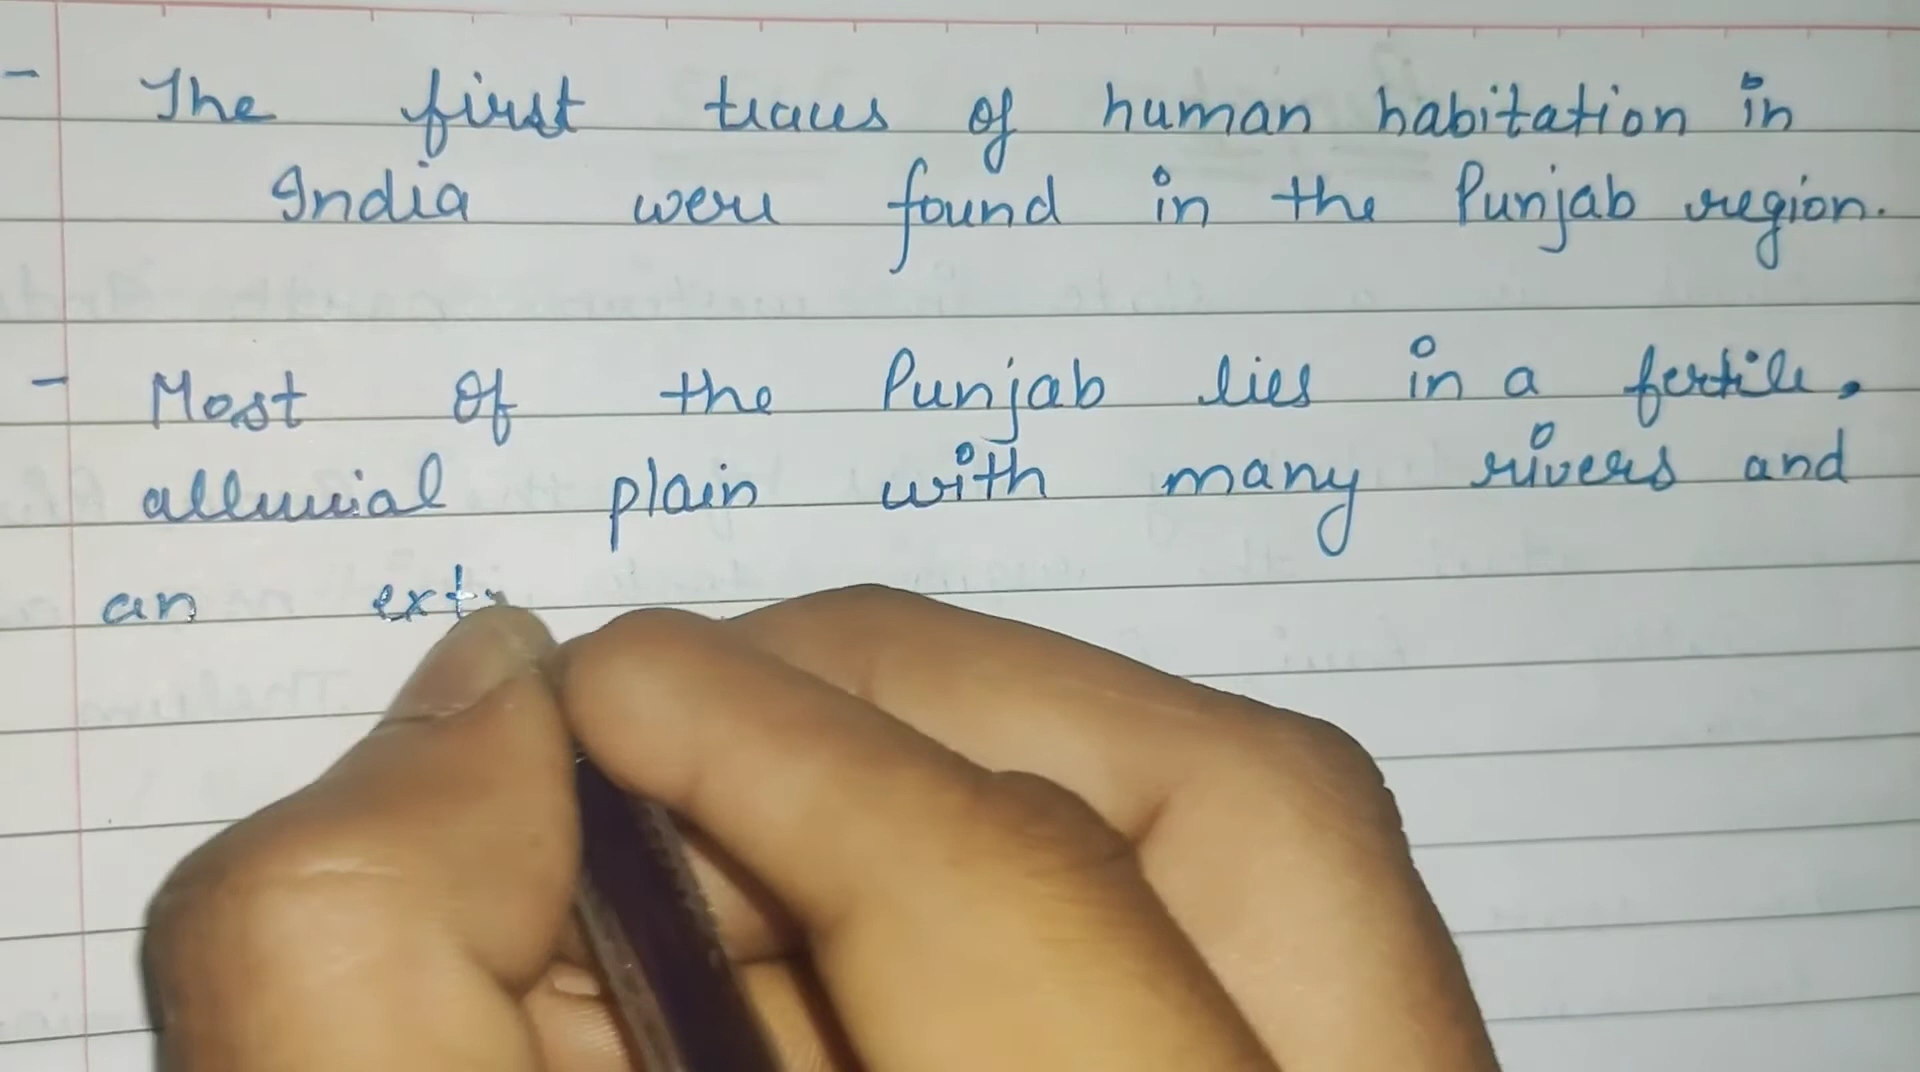 - The first traces of human habitation in
India were found in the Punjab region.
- Most of the Punjab lies in a fertile,
alluvial plain with many rivers and
an ext